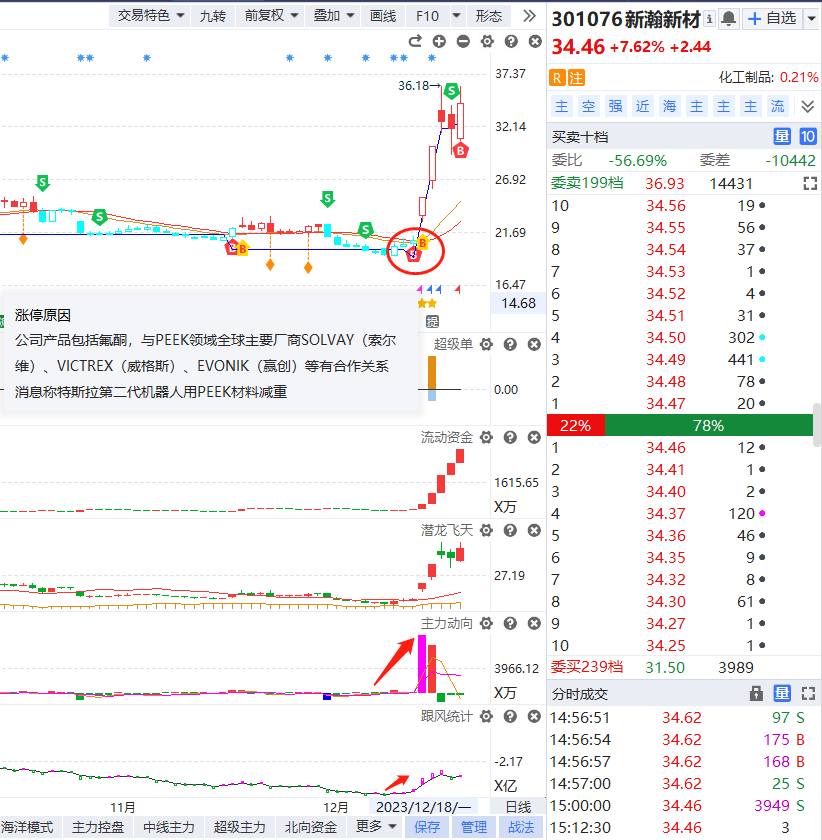 交易特色 九转 前复权 叠加 画线 F10 形态
301076 新瀚新材 自选
34.46 +7.62% +2.44
R 注 化工制品: 0.21%
主 空 强 近 海 主 主 主 流
买卖十档 量 10
委比 -56.69% 委差 -10442
委卖199档 36.93 14431
10 34.56 19
9 34.55 56
8 34.54 37
7 34.53 1
6 34.52 4
5 34.51 31
4 34.50 302
3 34.49 441
2 34.48 78
1 34.47 20
22% 78%
1 34.46 12
2 34.41 1
3 34.40 2
4 34.37 120
5 34.36 46
6 34.35 9
7 34.32 8
8 34.30 61
9 34.27 1
10 34.25 1
委买239档 31.50 3989
分时成交 量
14:56:51 34.62 97 S
14:56:54 34.62 175 B
14:56:57 34.62 168 B
14:57:00 34.62 25 S
15:00:00 34.46 3949 S
15:12:30 34.46 3
37.37
36.18
S
32.14
B
26.92
S
S
S
S
21.69
B
B
16.47
14.68
提
涨停原因
公司产品包括氟酮，与PEEK领域全球主要厂商SOLVAY（索尔
维）、VICTREX（威格斯）、EVONIK（赢创）等有合作关系
消息称特斯拉第二代机器人用PEEK材料减重
超级单
0.00
流动资金
1615.65
X万
潜龙飞天
27.19
主力动向
3966.12
X万
跟风统计
-2.17
X亿
11月 12月 2023/12/18/一 日线
海洋模式 主力控盘 中线主力 超级主力 北向资金 更多 保存 管理 战法